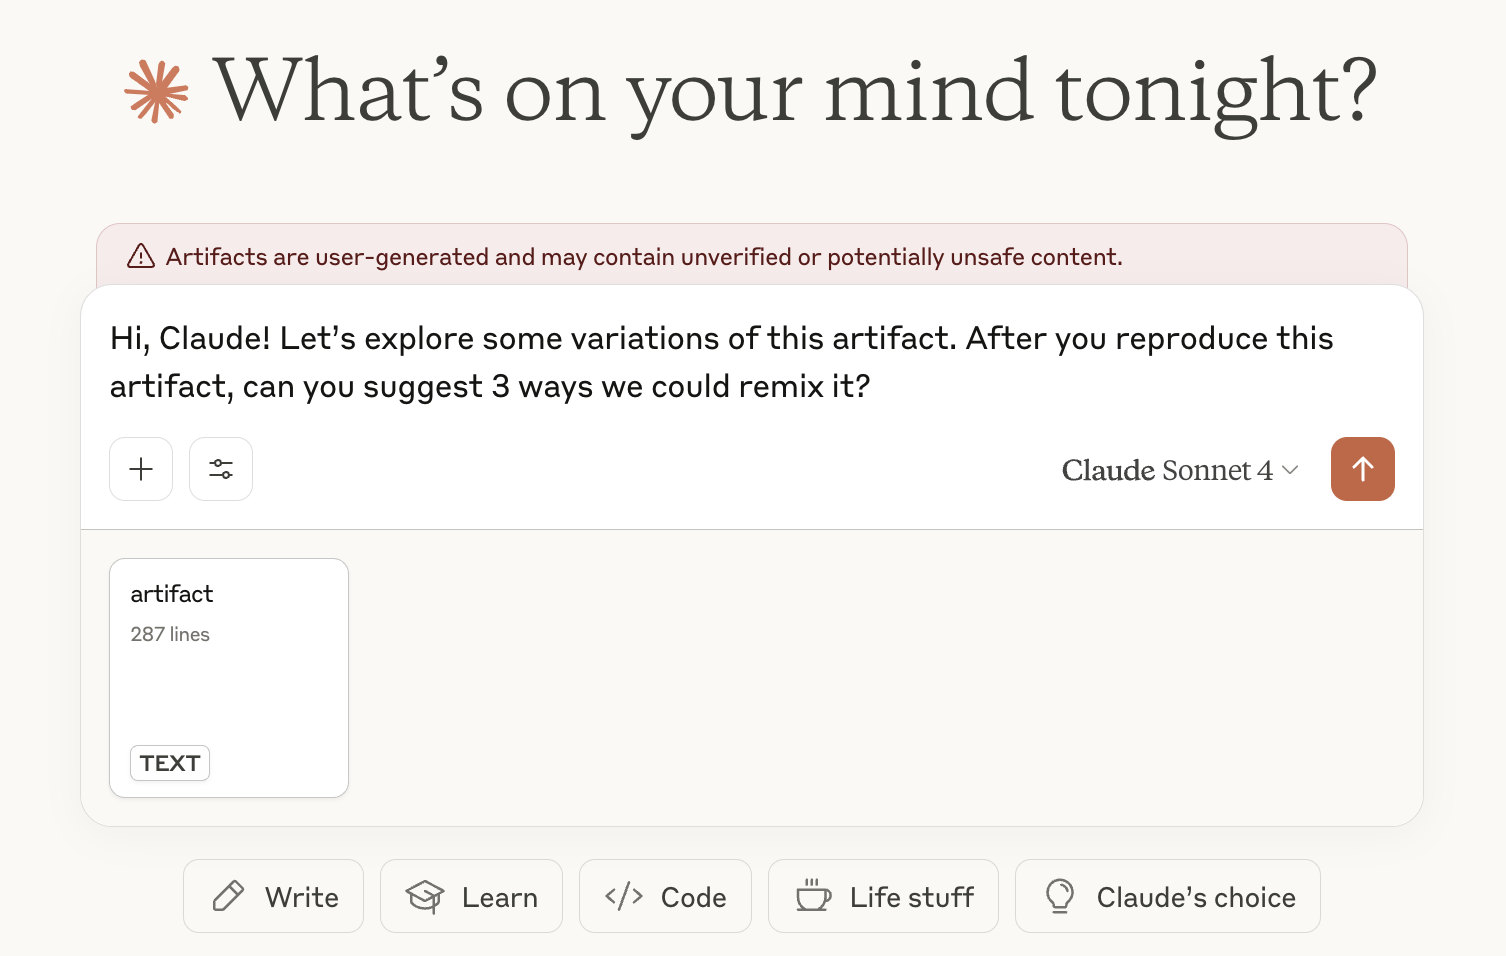 What’s on your mind tonight?
Artifacts are user-generated and may contain unverified or potentially unsafe content.
Hi, Claude! Let’s explore some variations of this artifact. After you reproduce this
artifact, can you suggest 3 ways we could remix it?
Claude Sonnet 4
artifact
287 lines
TEXT
Write
Learn
Code
Life stuff
Claude’s choice